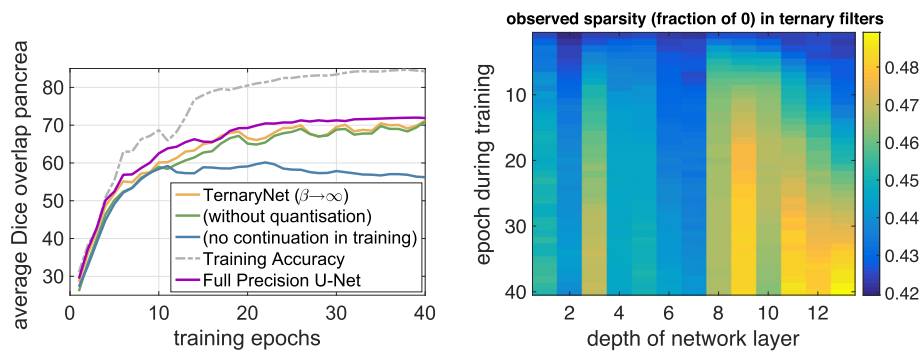 average Dice overlap pancrea
80
70
60
50
40
30
0
10
20
30
40
training epochs
TernaryNet (β→∞)
(without quantisation)
(no continuation in training)
Training Accuracy
Full Precision U-Net
observed sparsity (fraction of 0) in ternary filters
epoch during training
10
20
30
40
2
4
6
8
10
12
depth of network layer
0.48
0.47
0.46
0.45
0.44
0.43
0.42